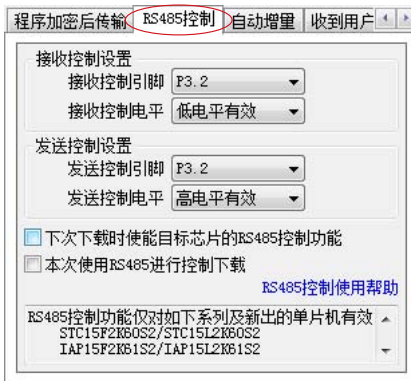 程序加密后传输 RS485控制 自动增量 收到用户
接收控制设置
接收控制引脚 P3.2
接收控制电平 低电平有效
发送控制设置
发送控制引脚 P3.2
发送控制电平 高电平有效
下次下载时使能目标芯片的RS485控制功能
本次使用RS485进行控制下载
RS485控制使用帮助
RS485控制功能仅对如下系列及新出的单片机有效
STC15F2K60S2/STC15L2K60S2
IAP15F2K61S2/IAP15L2K61S2